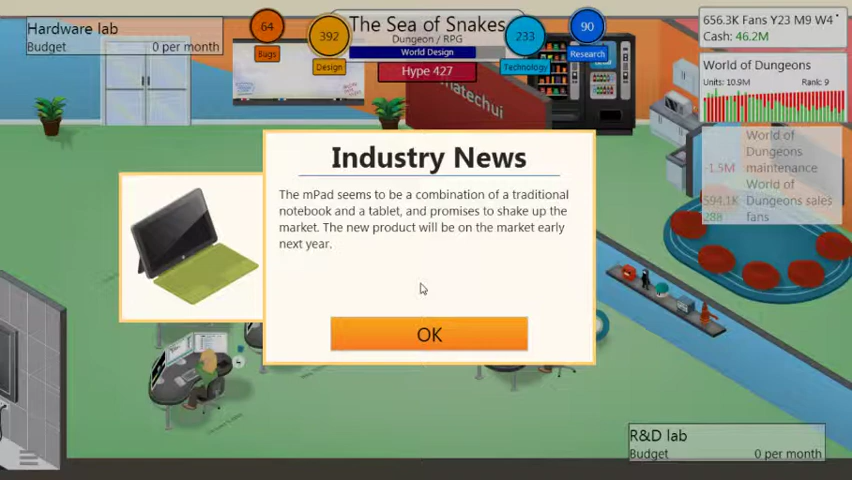 Hardware lab
Budget 0 per month
64
Bags
392
Design
The Sea of Snakes
Dungeon / RPG
World Design
Hype 427
233
Technology
90
Research
656.3K Fans Y23 M9 W4
Cash: 46.2M
World of Dungeons
Units: 10.9M Rank: 9
-1.5M World of Dungeons maintenance
594.1K World of Dungeons sales
288 fans
Industry News
The mPad seems to be a combination of a traditional
notebook and a tablet, and promises to shake up the
market. The new product will be on the market early
next year.
OK
R&D lab
Budget 0 per month